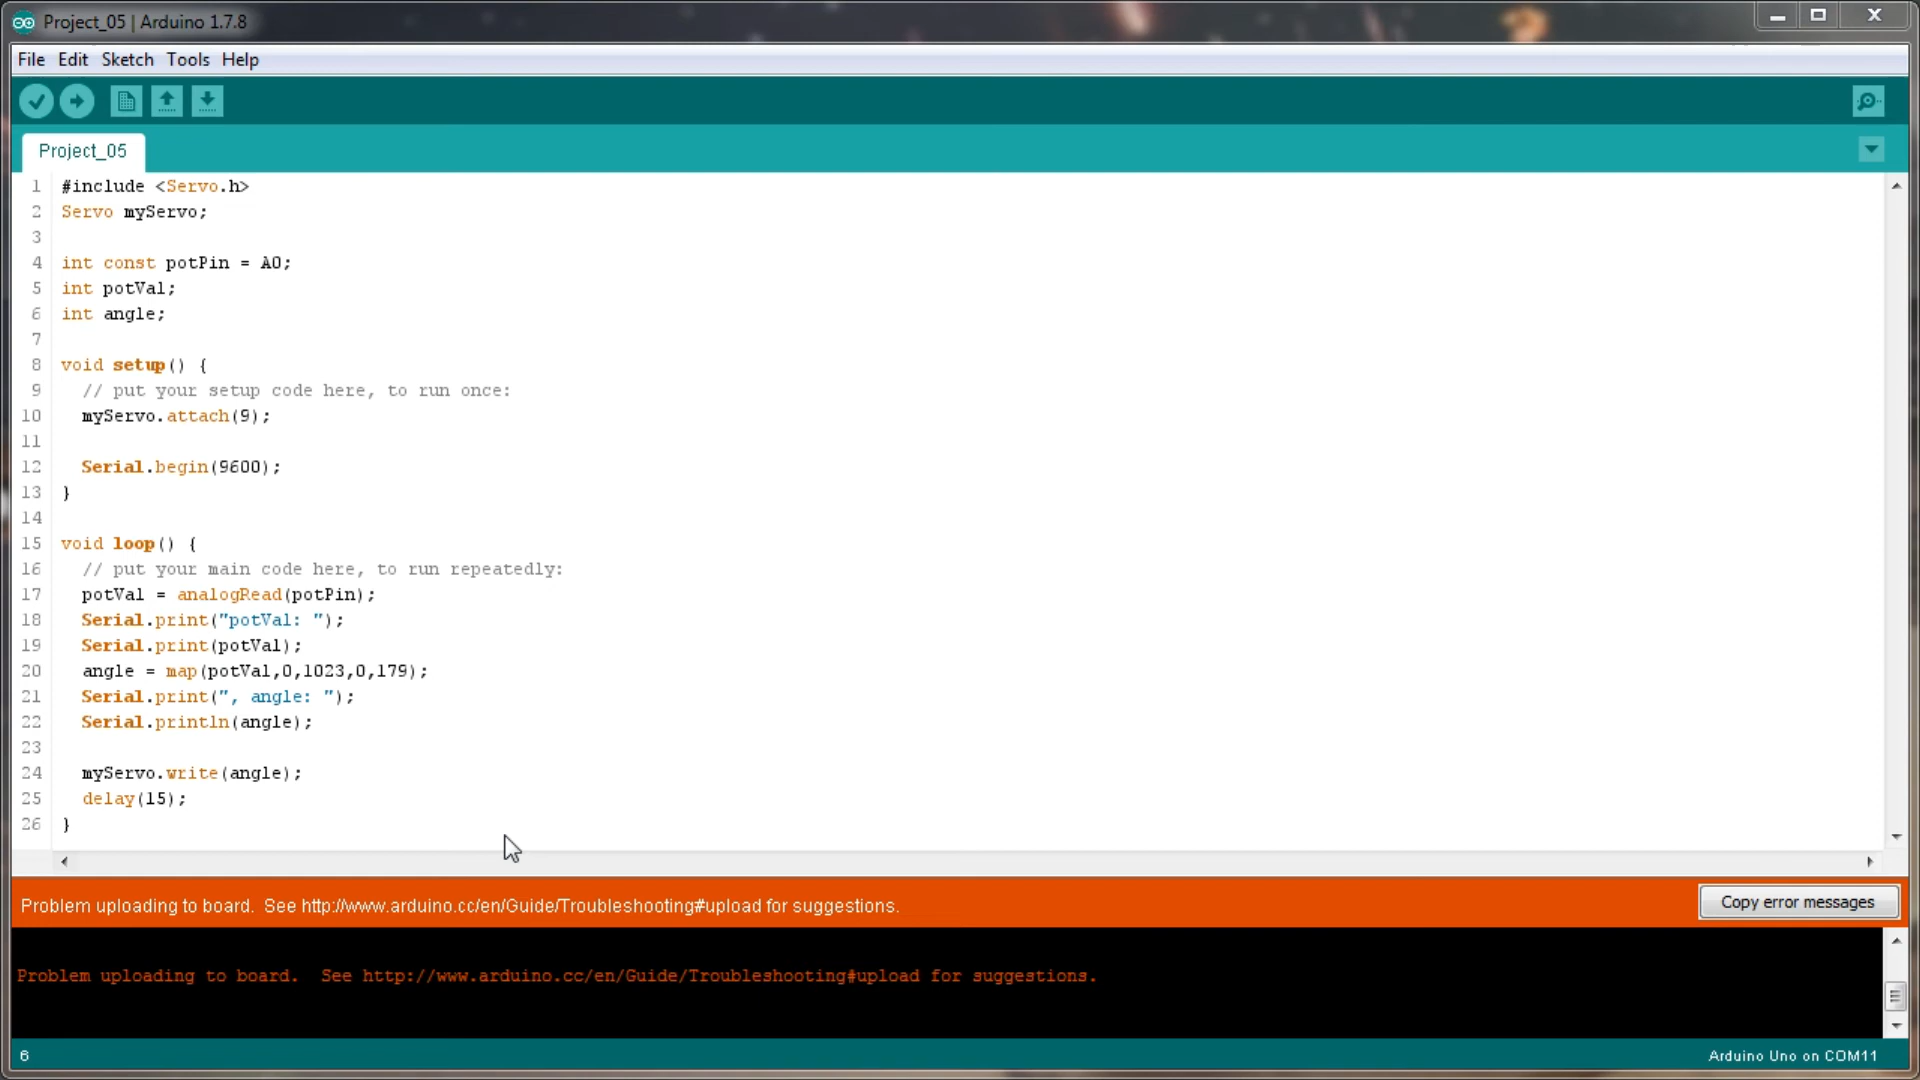 Project_05 | Arduino 1.7.8
File Edit Sketch Tools Help
Project_05
1 #include <Servo.h>
2 Servo myServo;
3
4 int const potPin = A0;
5 int potVal;
6 int angle;
7
8 void setup() {
9 // put your setup code here, to run once:
10 myServo.attach(9);
11
12 Serial.begin(9600);
13 }
14
15 void loop() {
16 // put your main code here, to run repeatedly:
17 potVal = analogRead(potPin);
18 Serial.print("potVal: ");
19 Serial.print(potVal);
20 angle = map(potVal,0,1023,0,179);
21 Serial.print(", angle: ");
22 Serial.println(angle);
23
24 myServo.write(angle);
25 delay(15);
26 }
Problem uploading to board.  See http://www.arduino.cc/en/Guide/Troubleshooting#upload for suggestions.
Copy error messages
Problem uploading to board.  See http://www.arduino.cc/en/Guide/Troubleshooting#upload for suggestions.
6
Arduino Uno on COM11